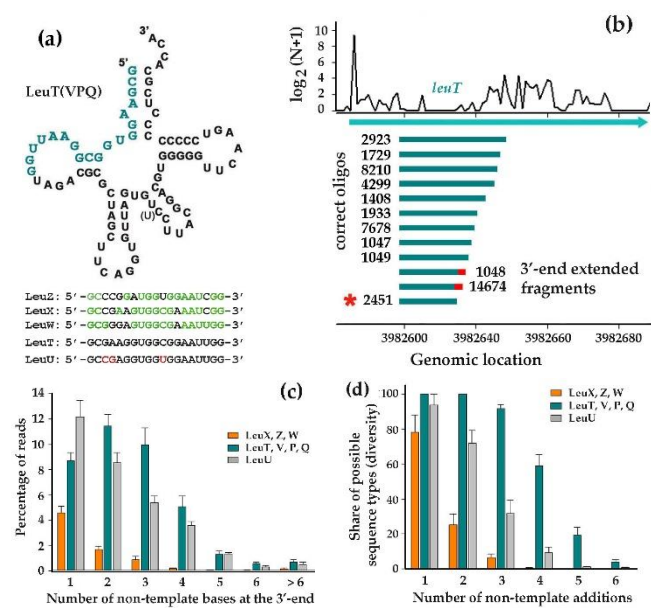 (a)
3'
5'
LeuT(VPQ)
(U)
LeuZ: 5'-GCCCGGAUGGUGGAAUCGG-3'
LeuX: 5'-GCCGAAGUGGCGAAAUCGG-3'
LeuW: 5'-GCGGGAGUGGCGAAAUUGG-3'
LeuT: 5'-GCGAAGGUGGCGGAAUUGG-3'
LeuU: 5'-GCCGAGGUGGUGGAAUUGG-3'
(b)
log2 (N+1)
10
8
6
4
2
0
leuT
correct oligos
2923
1729
8210
4299
1408
1933
7678
1047
1049
1048
14674
* 2451
3'-end extended
fragments
3982600 3982620 3982640 3982660 3982680
Genomic location
(c)
Percentage of reads
14
12
10
8
6
4
2
0
LeuX, Z, W
LeuT, V, P, Q
LeuU
1 2 3 4 5 6 > 6
Number of non-template bases at the 3'-end
(d)
Share of possible
sequence types (diversity)
100
80
60
40
20
0
LeuX, Z, W
LeuT, V, P, Q
LeuU
1 2 3 4 5 6
Number of non-template additions